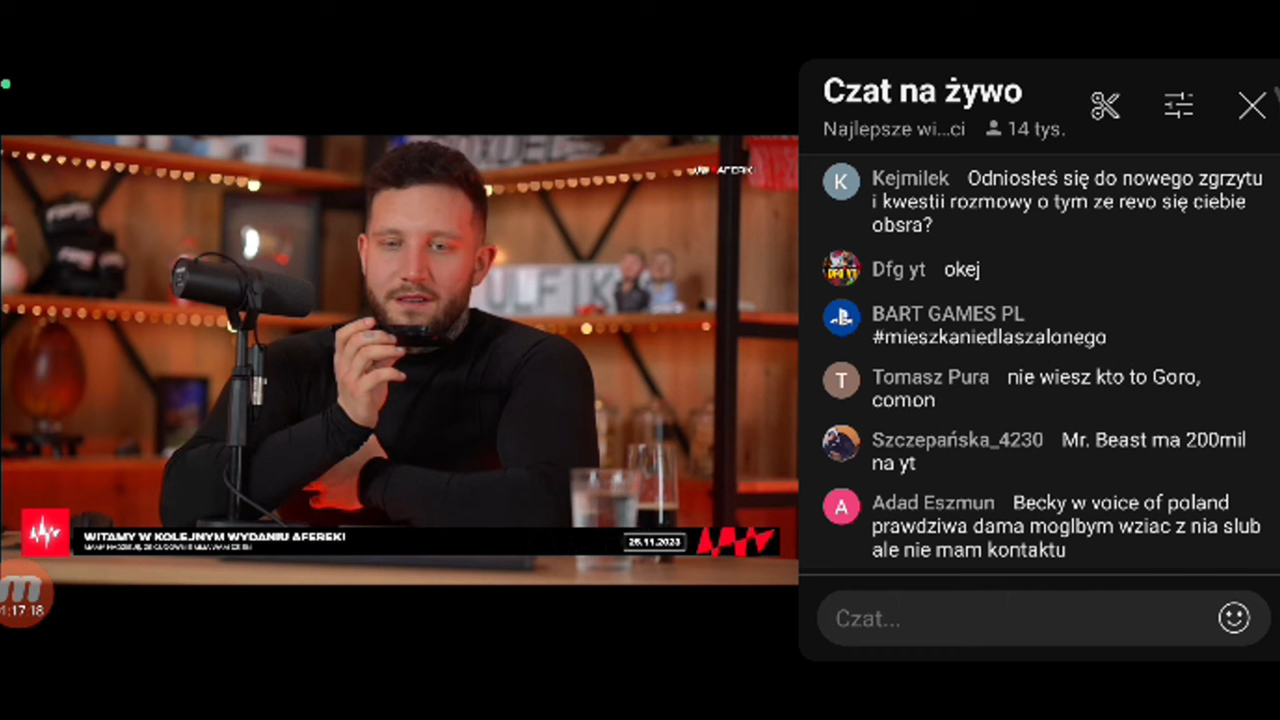 Czat na żywo
Najlepsze wi...ci 14 tys.
K Kejmilek Odniosłeś się do nowego zgrzytu
i kwestii rozmowy o tym ze revo się ciebie
obsra?
Dfg yt okej
BART GAMES PL
#mieszkaniedlaszalonego
T Tomasz Pura nie wiesz kto to Goro,
comon
Szczepańska_4230 Mr. Beast ma 200mil
na yt
A Adad Eszmun Becky w voice of poland
prawdziwa dama moglbym wziac z nia slub
ale nie mam kontaktu
Czat...
WITAMY W KOLEJNYM WYDANIU AFEREK!
25.11.2023
1:17:18